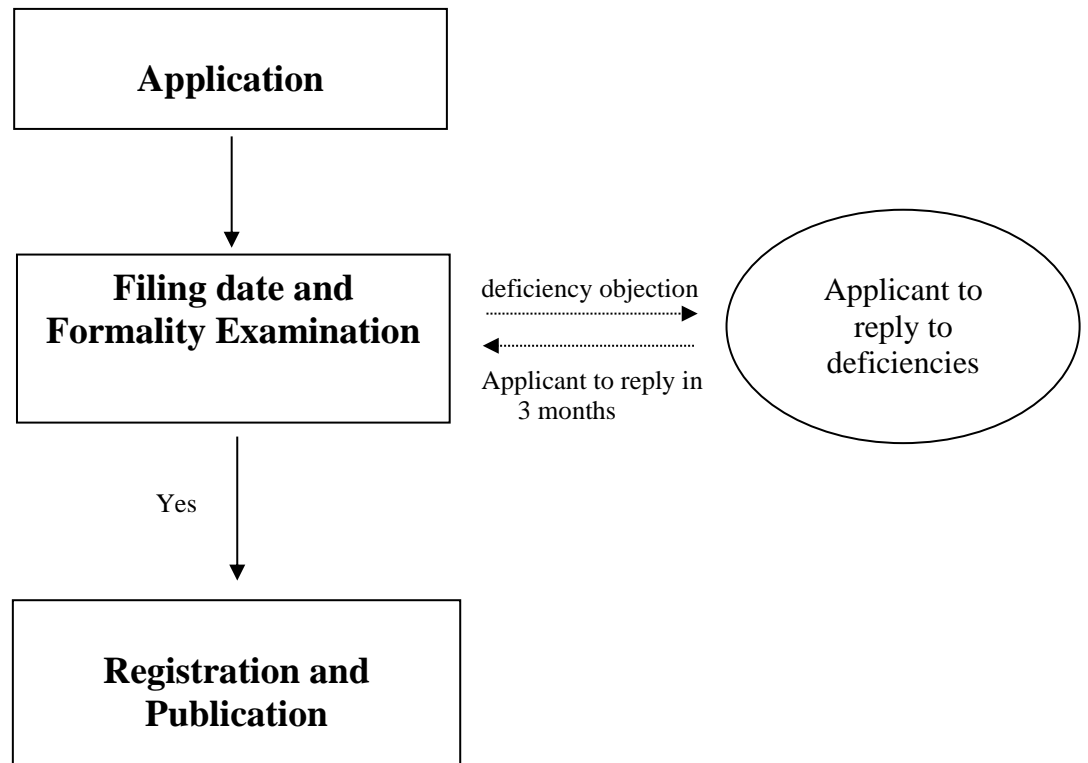 Application
Filing date and
Formality Examination
deficiency objection
Applicant to reply in
3 months
Applicant to
reply to
deficiencies
Yes
Registration and
Publication